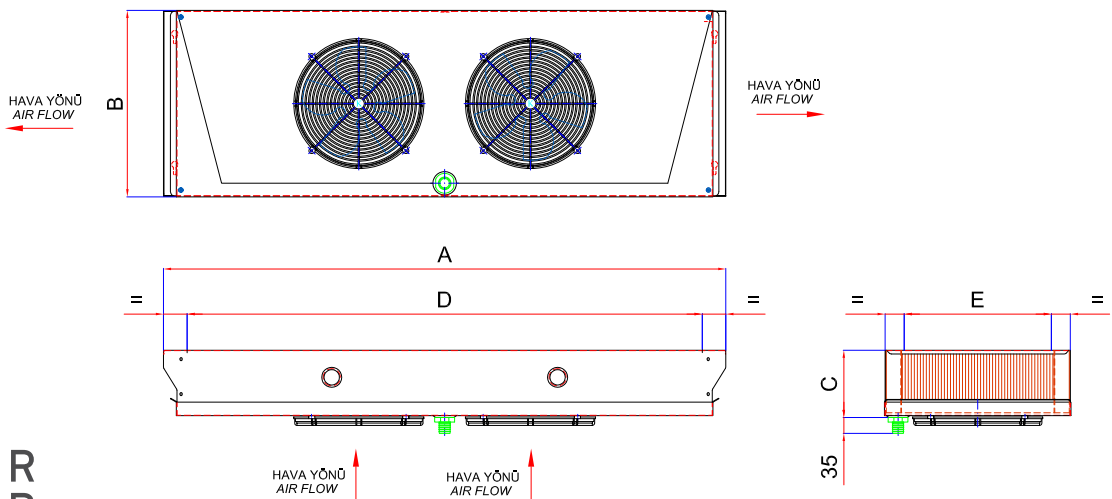 B
HAVA YÖNÜ
AIR FLOW
HAVA YÖNÜ
AIR FLOW
A
= D =
= E =
C
35
HAVA YÖNÜ
AIR FLOW
HAVA YÖNÜ
AIR FLOW
R